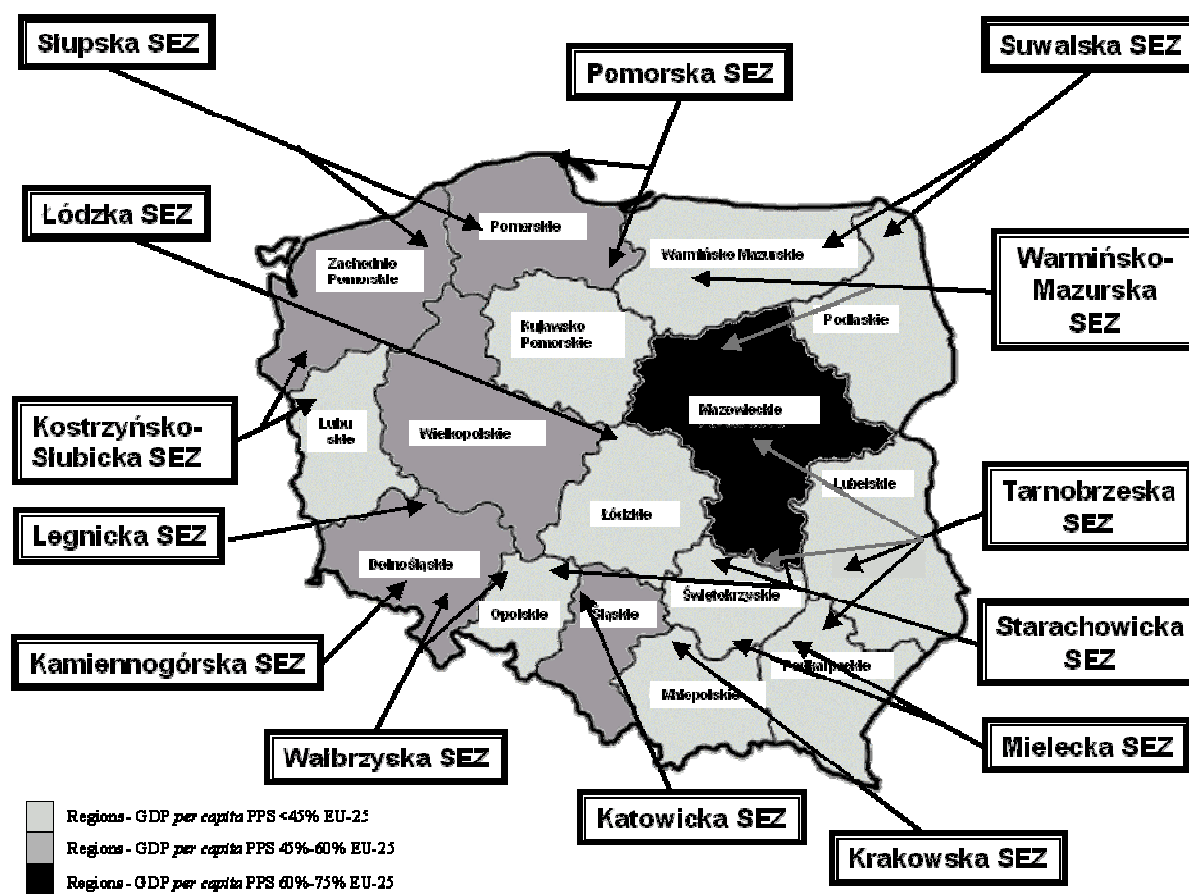 Słupska SEZ
Pomorska SEZ
Suwalska SEZ
Łódzka SEZ
Pomorskie
Zachodnio
Pomorskie
Warmińsko Mazurskie
Warmińsko-
Mazurska
SEZ
Kujawsko
Pomorskie
Podlaskie
Kostrzyńsko-
Słubicka SEZ
Lubu
skie
Wielkopolskie
Mazowieckie
Lubelskie
Tarnobrzeska
SEZ
Legnicka SEZ
Łódzkie
Dolnośląskie
Opolskie
Śląskie
Świętokrzyskie
Starachowicka
SEZ
Kamiennogórska SEZ
Podkarpackie
Małopolskie
Wałbrzyska SEZ
Mielecka SEZ
Katowicka SEZ
Krakowska SEZ
Regions - GDP per capita PPS <45% EU-25
Regions - GDP per capita PPS 45%-60% EU-25
Regions - GDP per capita PPS 60%-75% EU-25